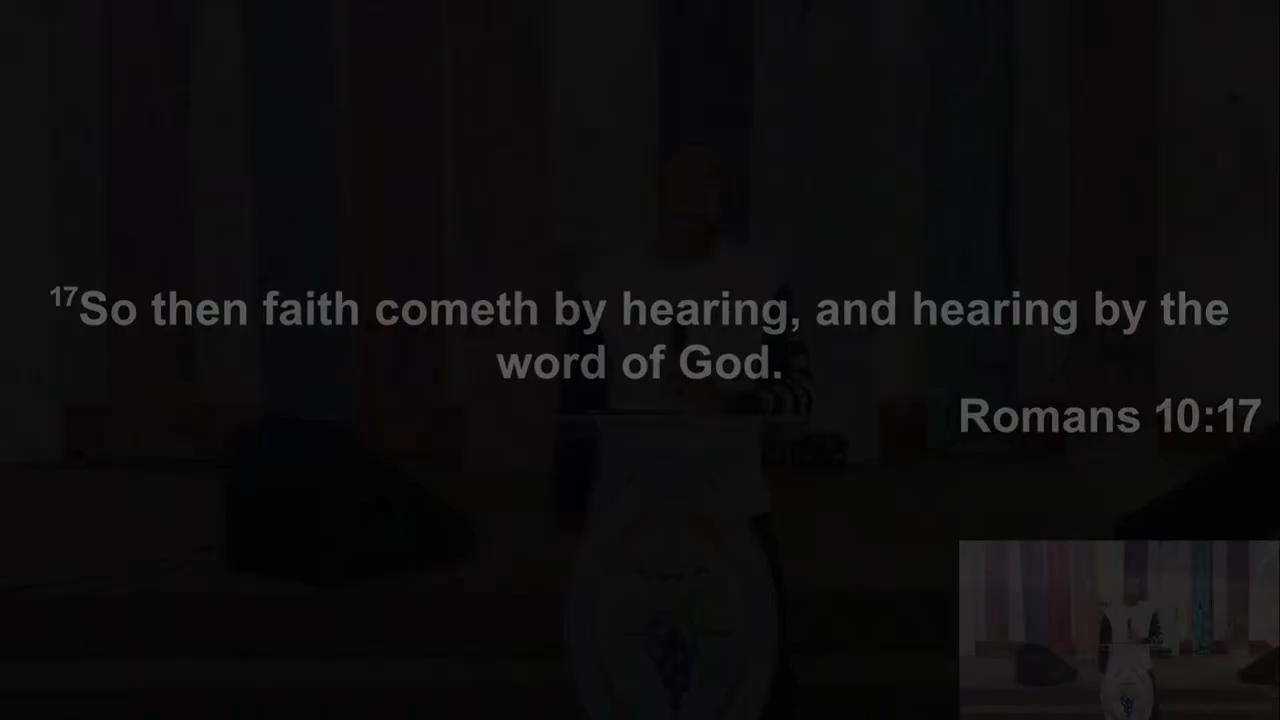 17So then faith cometh by hearing, and hearing by the
word of God.
Romans 10:17